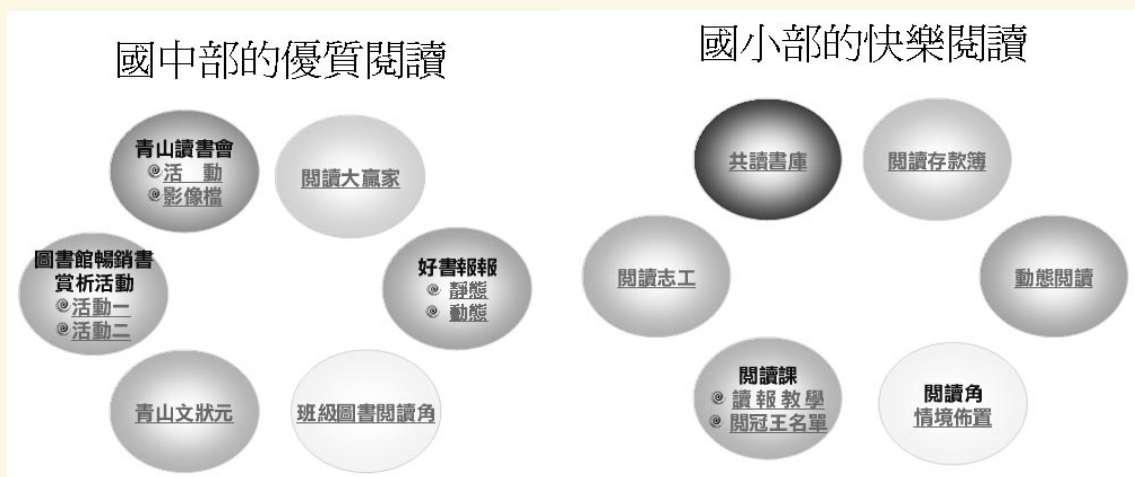 國中部的優質閱讀
青山讀書會
活　動
影像檔
閱讀大贏家
圖書館暢銷書
賞析活動
活動一
活動二
好書報報
靜態
動態
青山文狀元
班級圖書閱讀角
國小部的快樂閱讀
共讀書庫
閱讀存款簿
閱讀志工
動態閱讀
閱讀課
讀報教學
閱冠王名單
閱讀角
情境佈置